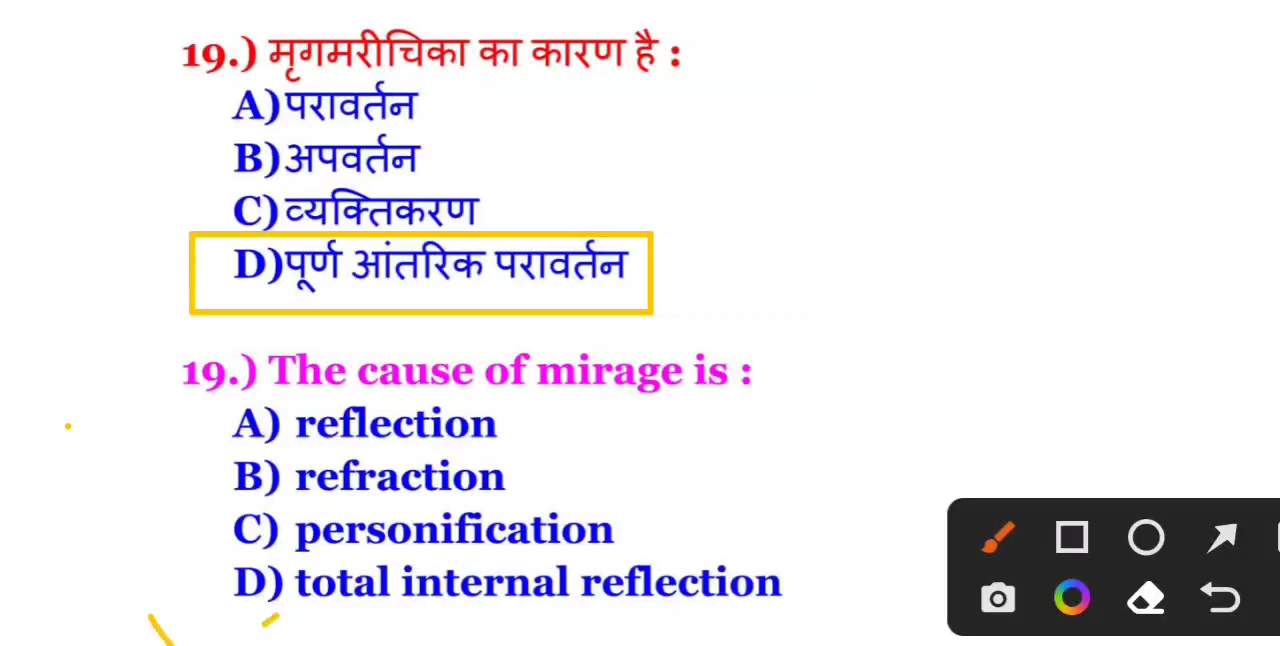 19.) मृगमरीचिका का कारण है :
A)परावर्तन
B)अपवर्तन
C)व्यक्तिकरण
D)पूर्ण आंतरिक परावर्तन
19.) The cause of mirage is :
A) reflection
B) refraction
C) personification
D) total internal reflection